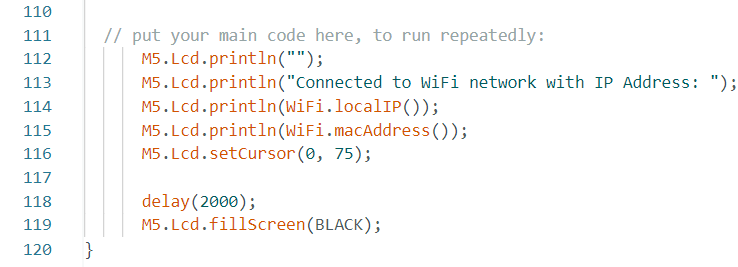 110
111 // put your main code here, to run repeatedly:
112 M5.Lcd.println("");
113 M5.Lcd.println("Connected to WiFi network with IP Address: ");
114 M5.Lcd.println(WiFi.localIP());
115 M5.Lcd.println(WiFi.macAddress());
116 M5.Lcd.setCursor(0, 75);
117
118 delay(2000);
119 M5.Lcd.fillScreen(BLACK);
120 }